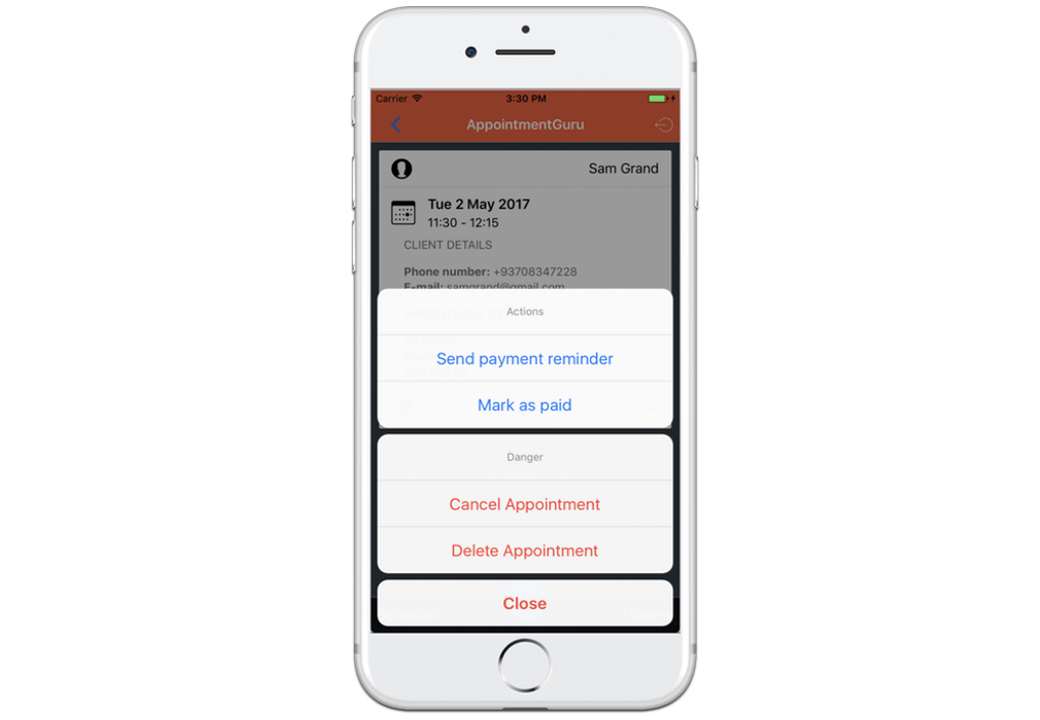 Carrier 3:30 PM
AppointmentGuru
Sam Grand
Tue 2 May 2017
11:30 - 12:15
CLIENT DETAILS
Phone number: +93708347228
E-mail: samgrand@gmail.com
Actions
Send payment reminder
Mark as paid
Danger
Cancel Appointment
Delete Appointment
Close